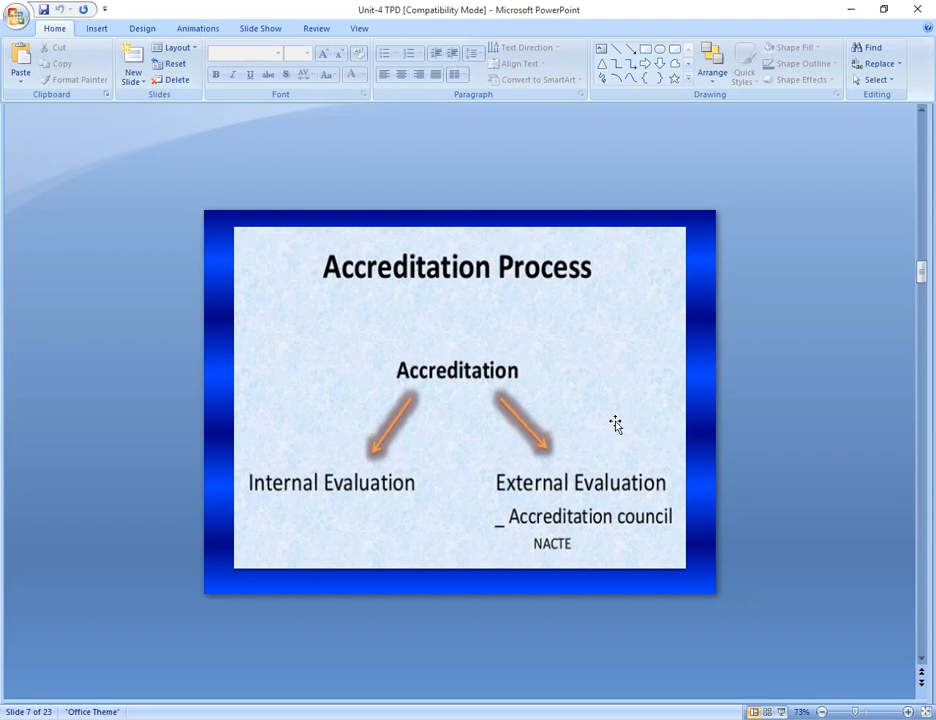 Unit-4 TPD [Compatibility Mode] - Microsoft PowerPoint
Home Insert Design Animations Slide Show Review View
Paste
Cut
Copy
Format Painter
Clipboard
New Slide
Layout
Reset
Delete
Slides
B I U abc S AV Aa A
Font
Text Direction
Align Text
Convert to SmartArt
Paragraph
Arrange
Quick Styles
Shape Fill
Shape Outline
Shape Effects
Drawing
Find
Replace
Select
Editing
Accreditation Process
Accreditation
Internal Evaluation External Evaluation
_ Accreditation council
NACTE
Slide 7 of 23 "Office Theme" 73%